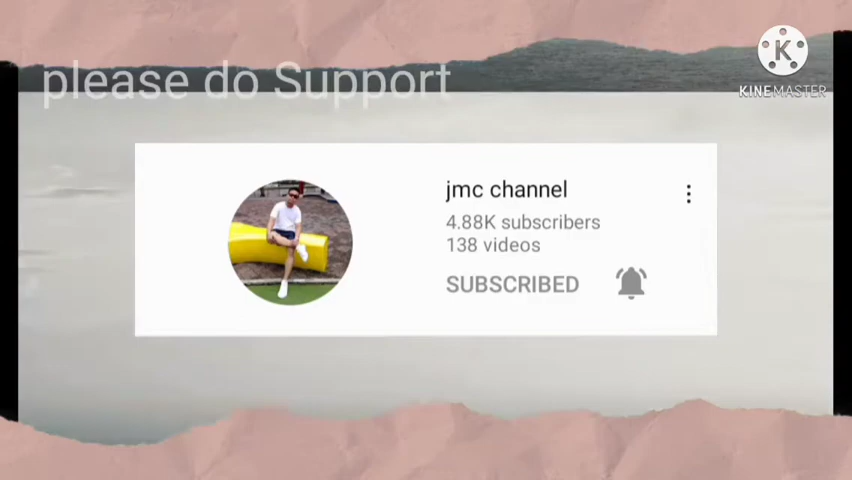 please do Support
K
KINEMASTER
jmc channel
4.88K subscribers
138 videos
SUBSCRIBED